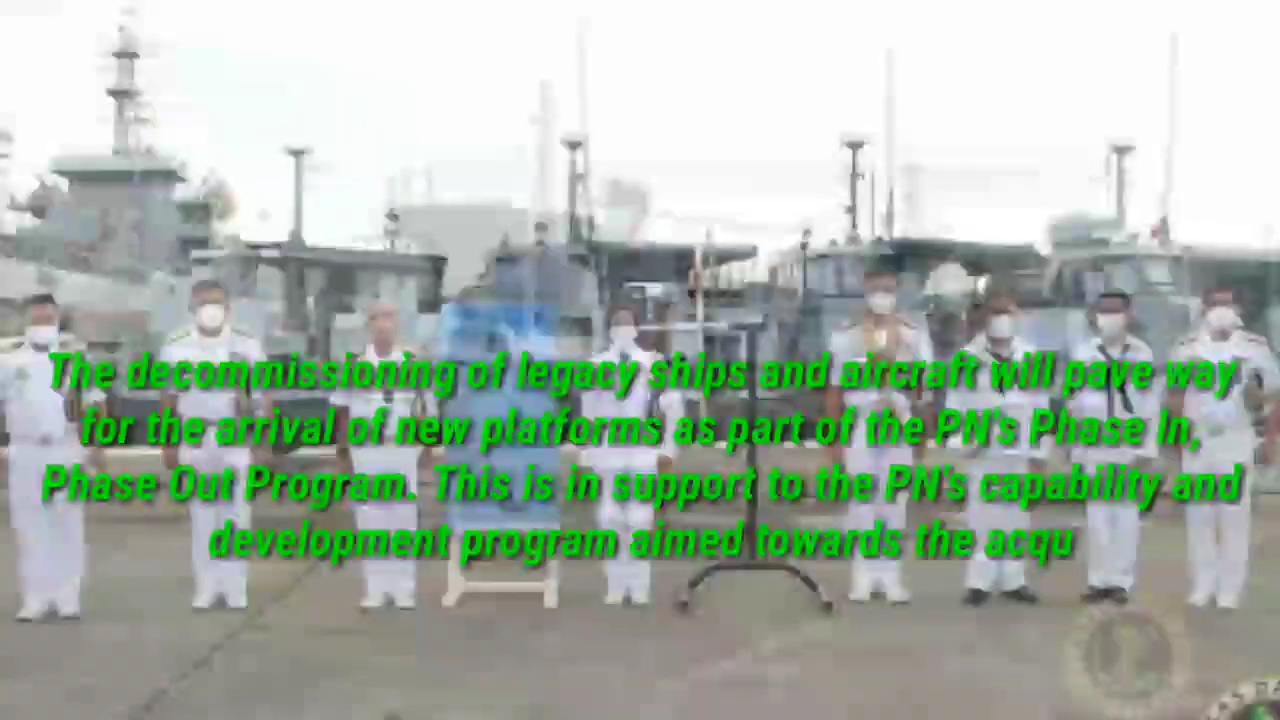 The decommissioning of legacy ships and aircraft will pave way
for the arrival of new platforms as part of the PN's Phase In,
Phase Out Program. This is in support to the PN's capability and
development program aimed towards the acqu